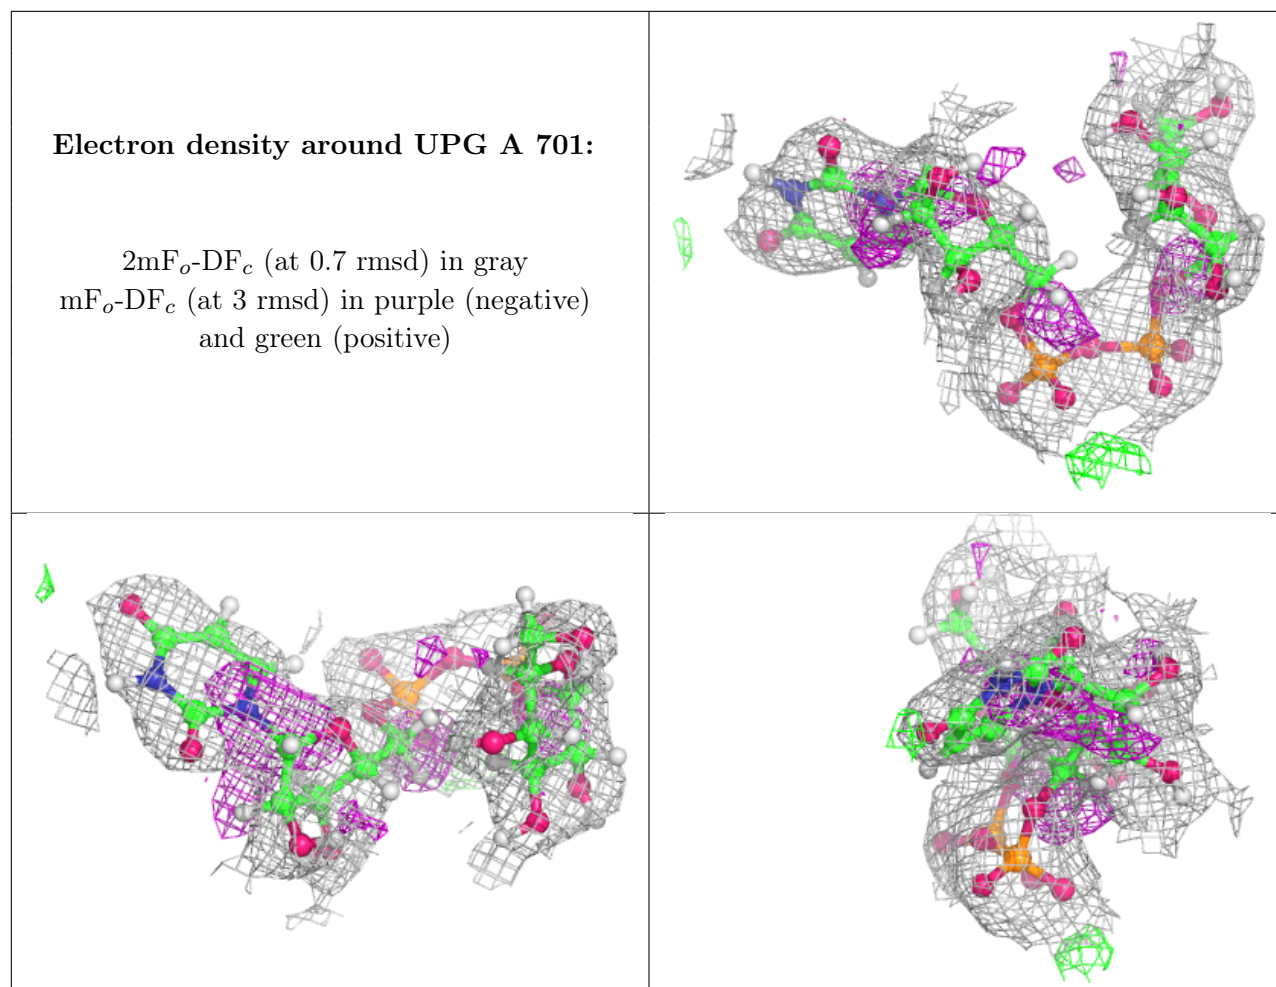 Electron density around UPG A 701:
2mFo-DFc (at 0.7 rmsd) in gray
mFo-DFc (at 3 rmsd) in purple (negative)
and green (positive)